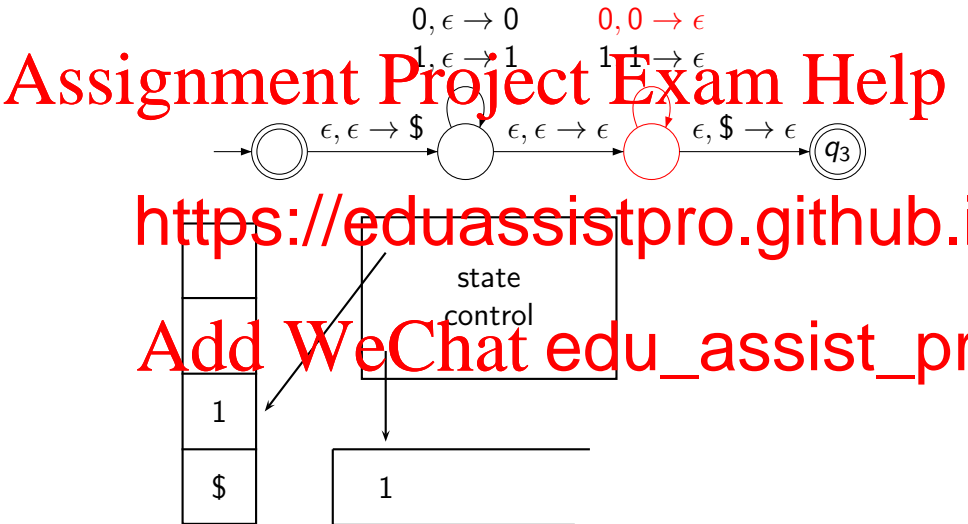 0, ϵ → 0 0, 0 → ϵ
1, ϵ → 1 1, 1 → ϵ
Assignment Project Exam Help
ϵ, ϵ → $ ϵ, ϵ → ϵ ϵ, $ → ϵ q₃
https://eduassistpro.github.i
state
control
Add WeChat edu_assist_pr
1
$ 1